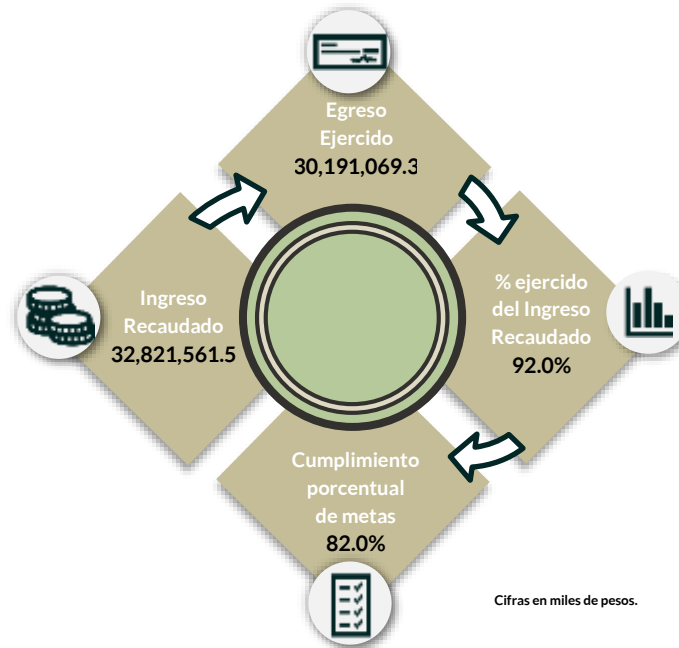 Egreso
Ejercido
30,191,069.3
Ingreso
Recaudado
32,821,561.5
% ejercido
del Ingreso
Recaudado
92.0%
Cumplimiento
porcentual
de metas
82.0%
Cifras en miles de pesos.